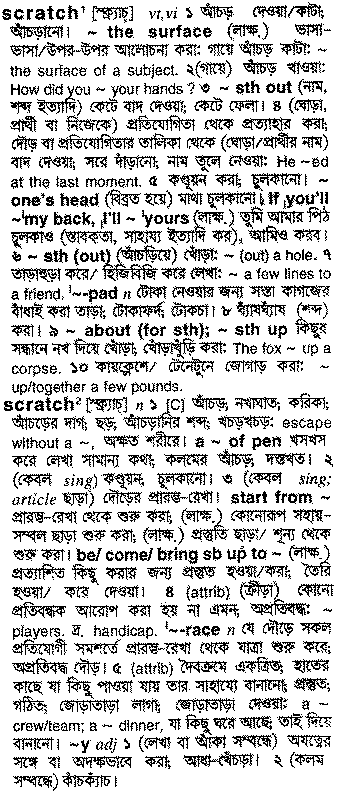 scratch¹ [স্ক্র্যাচ্] vt,vi ১ আঁচড় দেওয়া/কাটা;
আঁচড়ানো। ~ the surface (লাক্ষ.) ভাসা-
ভাসা/উপর-উপর আলোচনা করা; গায়ে আঁচড় কাটা: ~
the surface of a subject. ২(গায়ে) আঁচড় খাওয়া:
How did you ~ your hands ? ৩ ~ sth out (নাম,
শব্দ ইত্যাদি) কেটে বাদ দেওয়া; কেটে ফেলা। ৪ (ঘোড়া,
প্রার্থী বা নিজেকে) প্রতিযোগিতা থেকে প্রত্যাহার করা;
দৌড় বা প্রতিযোগিতার তালিকা থেকে (ঘোড়া/প্রার্থীর নাম)
বাদ দেওয়া; সরে দাঁড়ানো; নাম তুলে নেওয়া: He ~ed
at the last moment. ৫ কণ্ডূয়ন করা; চুলকানো। ~
one's head (বিব্রত হয়ে) মাথা চুলকানো। If ˌyou'll
~ˈmy back, ˌI'll ~ ˈyours (লাক্ষ.) তুমি আমার পিঠ
চুলকাও (স্তাবকতা, সাহায্য ইত্যাদি কর), আমিও করব।
৬ ~ sth (out) (আঁচড়িয়ে) খোঁড়া: ~ (out) a hole. ৭
তাড়াহুড়া করে/ হিজিবিজি করে লেখা: ~ a few lines to
a friend. ˈ~-pad n টোকা নেওয়ার জন্য সস্তা কাগজের
বাঁধাই করা তাড়া; টোকাফর্দ; টোকচা। ৮ ঘ্যাঁষঘ্যাঁষ (শব্দ)
করা। ৯ ~ about (for sth); ~ sth up কিছুর
সন্ধানে নখ দিয়ে খোঁড়া; খোঁড়াখুঁড়ি করা: The fox ~ up a
corpse. ১০ কায়ক্লেশে/ টেনেটুনে জোগাড় করা: ~
up/together a few pounds.
scratch² [স্ক্র্যাচ্] n ১ [C] আঁচড়, নখাঘাত; করিকা;
আঁচড়ের দাগ; ছড়; আঁচড়ানির শব্দ; খচড়খচড়: escape
without a ~, অক্ষত শরীরে। a ~ of pen খসখস
করে লেখা সামান্য কথা; কলমের আঁচড়; দস্তখত। ২
(কেবল sing) কণ্ডূয়ন; চুলকানো। ৩ (কেবল sing;
article ছাড়া) দৌড়ের প্রারম্ভ-রেখা। start from ~
প্রারম্ভ-রেখা থেকে শুরু করা; (লাক্ষ.) কোনোরূপ সহায়-
সম্বল ছাড়া শুরু করা; (লাক্ষ.) প্রস্তুতি ছাড়া/ শূন্য থেকে
শুরু করা। be/ come/ bring sb up to ~ (লাক্ষ.)
প্রত্যাশিত কিছু করার জন্য প্রস্তুত হওয়া/করা; তৈরি
হওয়া/ করে দেওয়া। ৪ (attrib) (ক্রীড়া) কোনো
প্রতিবন্ধক আরোপ করা হয় না এমন; অপ্রতিবন্ধ: ~
players. দ্র. handicap. ˈ~-race n যে দৌড়ে সকল
প্রতিযোগী সমশর্তে প্রারম্ভ-রেখা থেকে যাত্রা শুরু করে;
অপ্রতিবন্ধ দৌড়। ৫ (attrib) দৈবক্রমে একত্রিত; হাতের
কাছে যা কিছু পাওয়া যায় তার সাহায্যে বানানো; প্রস্তুত;
গঠিত; জোড়াতাড়া লাগা; জোড়াতাড়া দেওয়া: a ~
crew/team; a ~ dinner, যা কিছু ঘরে আছে; তাই দিয়ে
বানানো। ~y adj ১ (লেখা বা আঁকা সম্বন্ধে) অযত্নের
সঙ্গে বা অদক্ষভাবে করা; আধা-খেঁচড়া। ২ (কলম
সম্বন্ধে) ক্যাঁচক্যাঁচ।